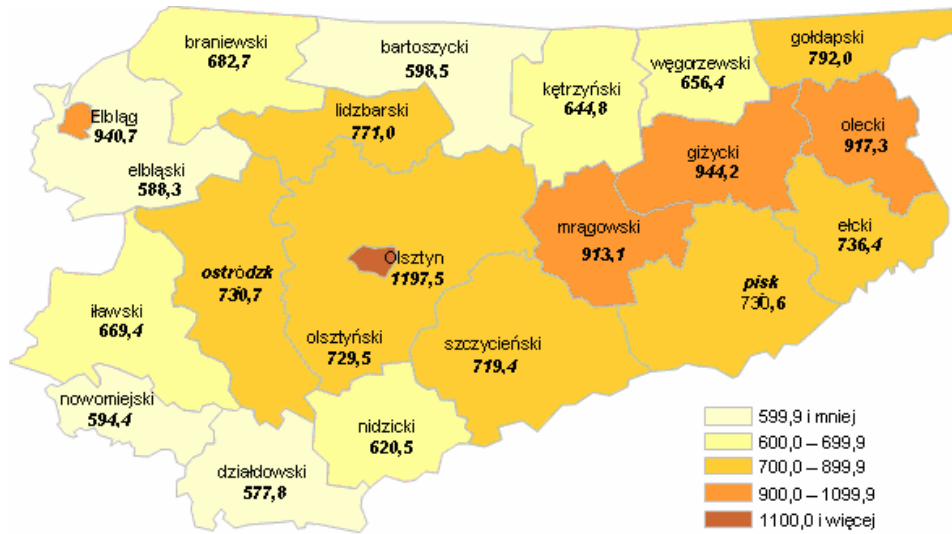 braniewski
682,7
bartoszycki
598,5
gołdapski
792,0
węgorzewski
656,4
kętrzyński
644,8
Elbląg
940,7
lidzbarski
771,0
olecki
917,3
giżycki
944,2
elbląski
588,3
mrągowski
913,1
ełcki
736,4
ostródzk
730,7
Olsztyn
1197,5
pisk
730,6
iławski
669,4
olsztyński
729,5
szczycieński
719,4
nowomiejski
594,4
nidzicki
620,5
działdowski
577,8
599,9 i mniej
600,0 – 699,9
700,0 – 899,9
900,0 – 1099,9
1100,0 i więcej